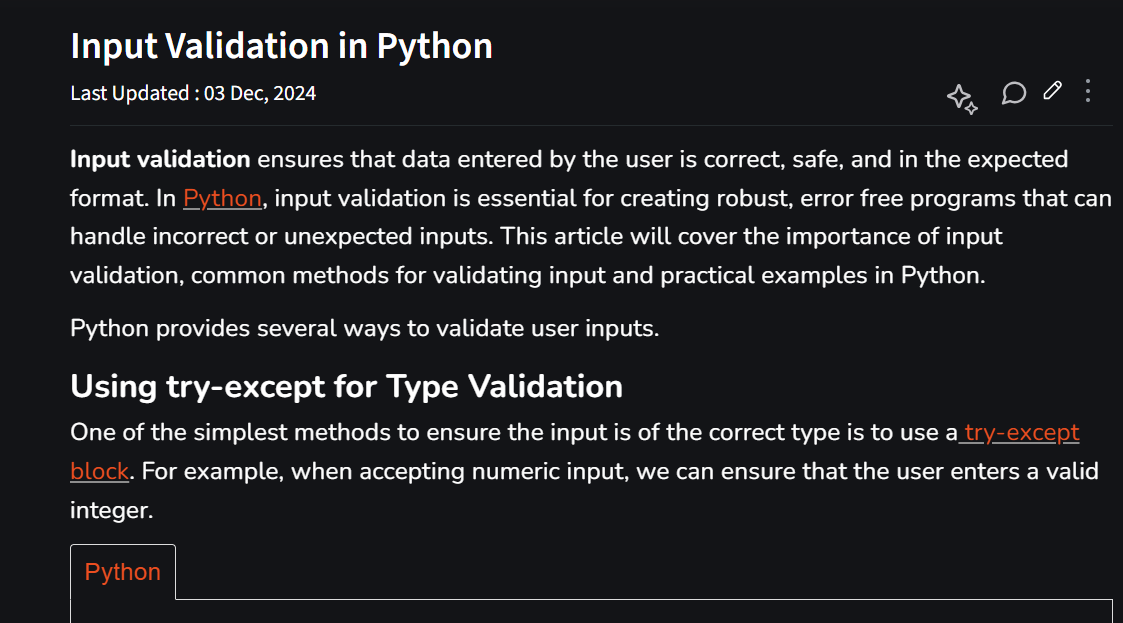 Input Validation in Python
Last Updated : 03 Dec, 2024
Input validation ensures that data entered by the user is correct, safe, and in the expected
format. In Python, input validation is essential for creating robust, error free programs that can
handle incorrect or unexpected inputs. This article will cover the importance of input
validation, common methods for validating input and practical examples in Python.
Python provides several ways to validate user inputs.
Using try-except for Type Validation
One of the simplest methods to ensure the input is of the correct type is to use a try-except
block. For example, when accepting numeric input, we can ensure that the user enters a valid
integer.
Python